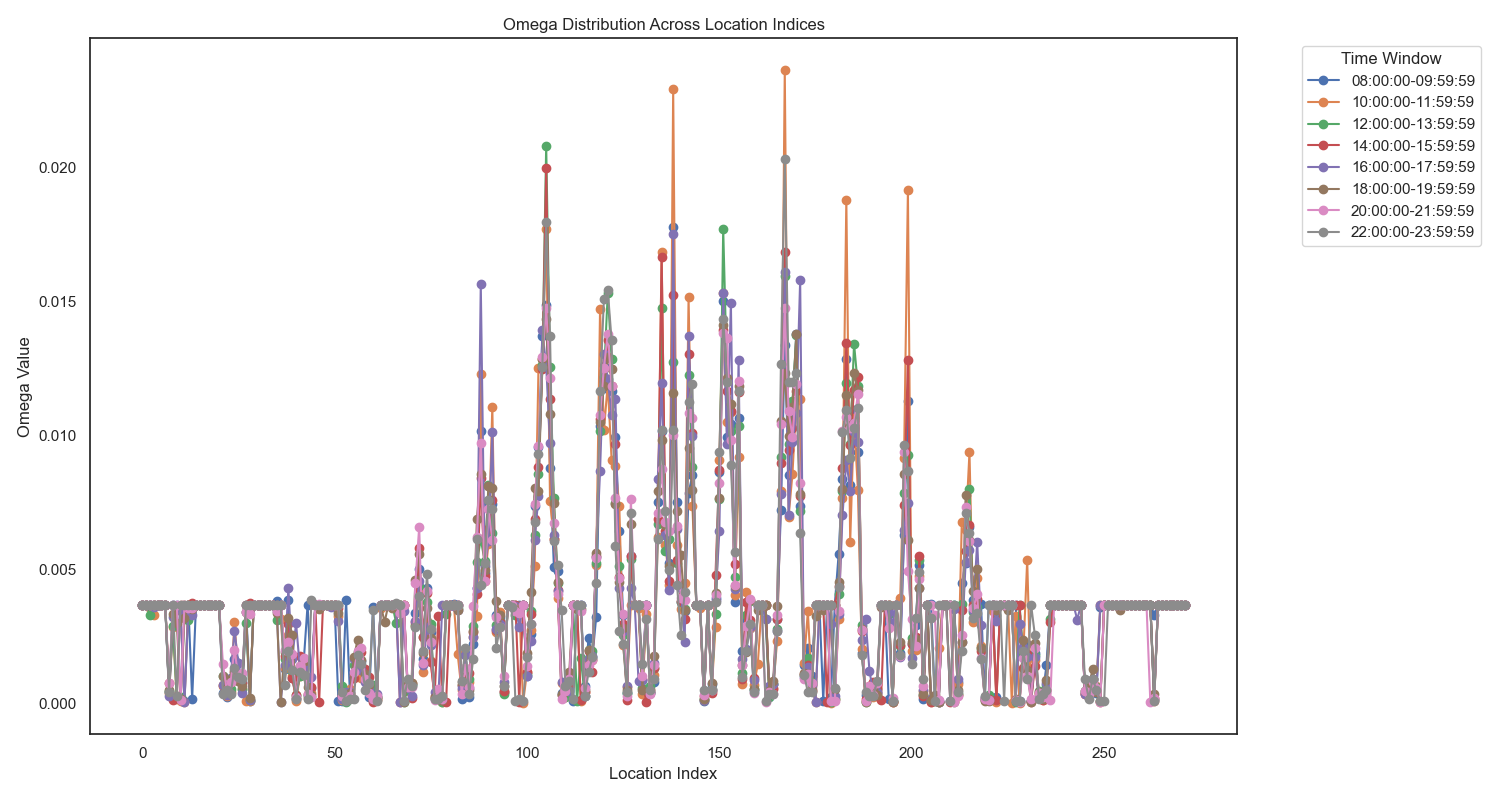 Omega Distribution Across Location Indices
Time Window
08:00:00-09:59:59
10:00:00-11:59:59
12:00:00-13:59:59
14:00:00-15:59:59
16:00:00-17:59:59
18:00:00-19:59:59
20:00:00-21:59:59
22:00:00-23:59:59
Omega Value
0.020
0.015
0.010
0.005
0.000
0 50 100 150 200 250
Location Index